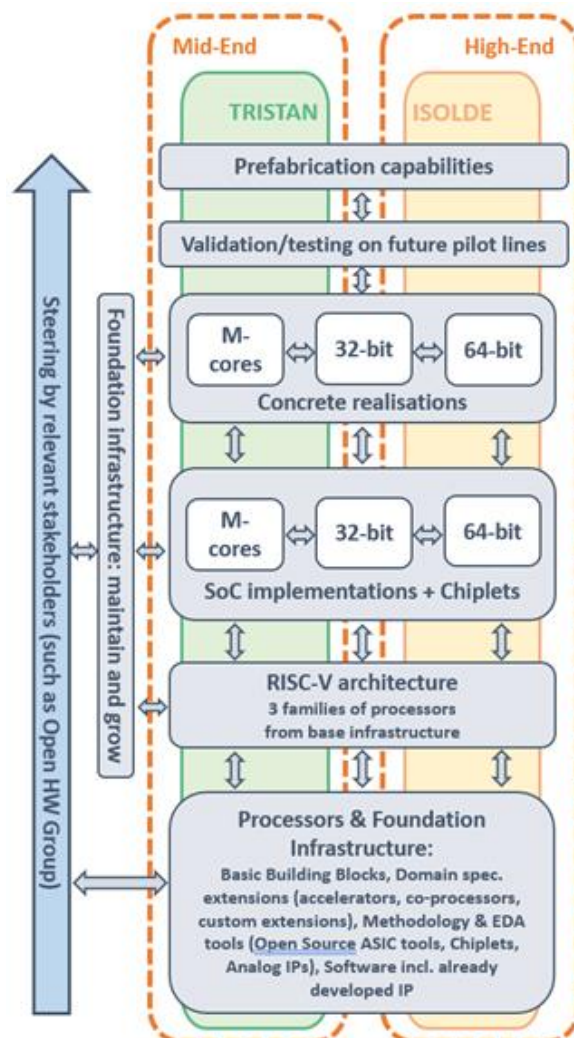 Mid-End
High-End
TRISTAN
ISOLDE
Prefabrication capabilities
Validation/testing on future pilot lines
M-
cores
32-bit
64-bit
Concrete realisations
M-
cores
32-bit
64-bit
SoC implementations + Chiplets
RISC-V architecture
3 families of processors
from base infrastructure
Processors & Foundation
Infrastructure:
Basic Building Blocks, Domain spec.
extensions (accelerators, co-processors,
custom extensions), Methodology & EDA
tools (Open Source ASIC tools, Chiplets,
Analog IPs), Software incl. already
developed IP
Foundation infrastructure: maintain and grow
Steering by relevant stakeholders (such as Open HW Group)